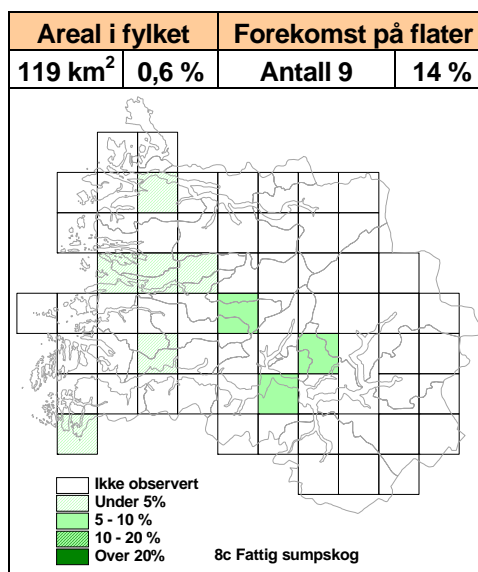 Areal i fylket Forekomst på flater
119 km² 0,6 % Antall 9 14 %
Ikke observert
Under 5%
5 - 10 %
10 - 20 %
Over 20% 8c Fattig sumpskog